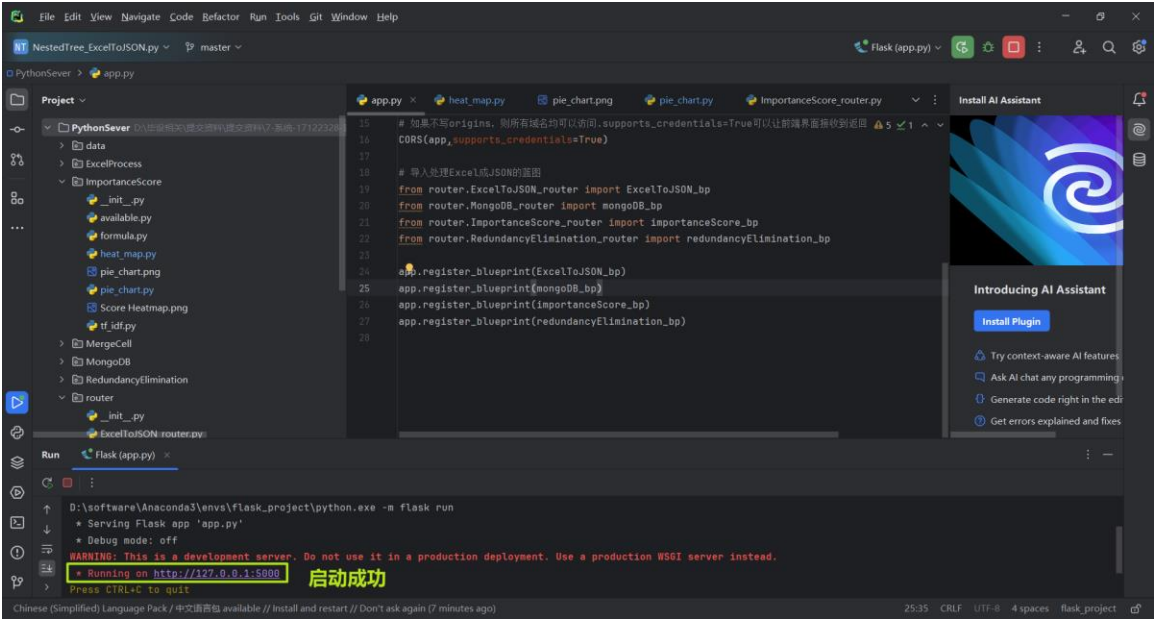 File Edit View Navigate Code Refactor Run Tools Git Window Help
NT NestedTree_ExcelToJSON.py master Flask (app.py)
PythonSever > app.py
Project
app.py heat_map.py pie_chart.png pie_chart.py ImportanceScore_router.py
Install AI Assistant
PythonSever
data
ExcelProcess
ImportanceScore
__init__.py
available.py
formula.py
heat_map.py
pie_chart.png
pie_chart.py
Score Heatmap.png
tf_idf.py
MergeCell
MongoDB
RedundancyElimination
router
__init__.py
ExcelToJSON_router.py
15 # 如果不写origins，则所有域名均可以访问，supports_credentials=True可以让前端界面接收到返回 5 1
16 CORS(app,supports_credentials=True)
17
18 # 导入处理Excel成JSON的蓝图
19 from router.ExcelToJSON_router import ExcelToJSON_bp
20 from router.MongoDB_router import mongoDB_bp
21 from router.ImportanceScore_router import importanceScore_bp
22 from router.RedundancyElimination_router import redundancyElimination_bp
23
24 app.register_blueprint(ExcelToJSON_bp)
25 app.register_blueprint(mongoDB_bp)
26 app.register_blueprint(importanceScore_bp)
27 app.register_blueprint(redundancyElimination_bp)
28
Introducing AI Assistant
Install Plugin
Try context-aware AI features
Ask AI chat any programming
Generate code right in the edi
Get errors explained and fixes
Run Flask (app.py)
D:\software\Anaconda3\envs\flask_project\python.exe -m flask run
* Serving Flask app 'app.py'
* Debug mode: off
WARNING: This is a development server. Do not use it in a production deployment. Use a production WSGI server instead.
* Running on http://127.0.0.1:5000
启动成功
Press CTRL+C to quit
Chinese (Simplified) Language Pack / 中文语言包 available // Install and restart // Don't ask again (7 minutes ago)
25:35 CRLF UTF-8 4 spaces flask_project